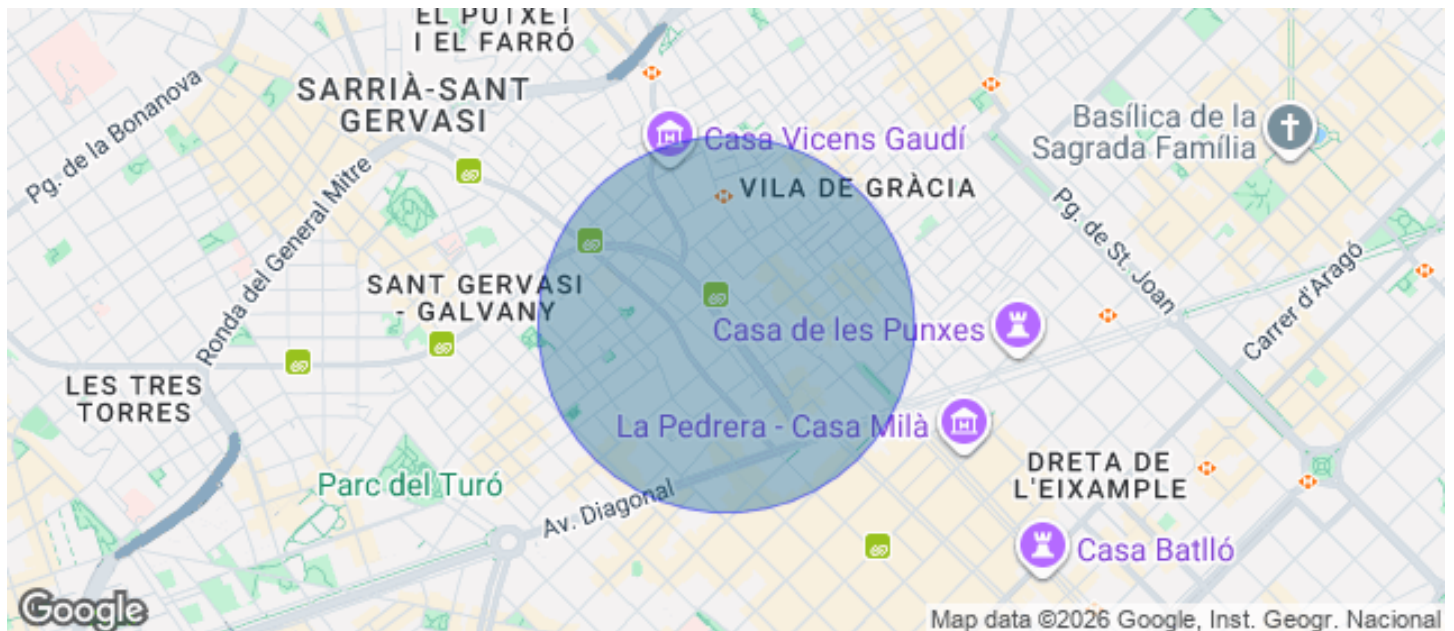 EL PUTXET
I EL FARRÓ
SARRIÀ-SANT
GERVASI
Pg. de la Bonanova
Casa Vicens Gaudí
Basílica de la
Sagrada Família
VILA DE GRÀCIA
Ronda del General Mitre
Pg. de St. Joan
SANT GERVASI
- GALVANY
Carrer d'Aragó
Casa de les Punxes
LES TRES
TORRES
La Pedrera - Casa Milà
DRETA DE
L'EIXAMPLE
Parc del Turó
Av. Diagonal
Casa Batlló
Google
Map data ©2026 Google, Inst. Geogr. Nacional